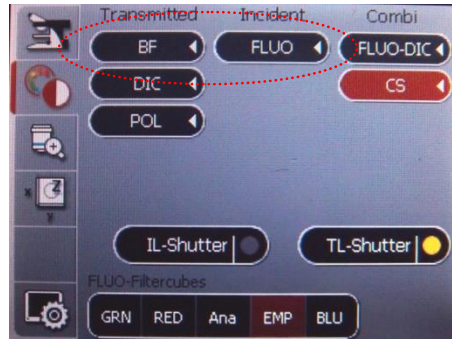 Transmitted Incident Combi
BF FLUO FLUO-DIC
DIC CS
POL
x Z
Y
IL-Shutter TL-Shutter
FLUO-Filtercubes
GRN RED Ana EMP BLU